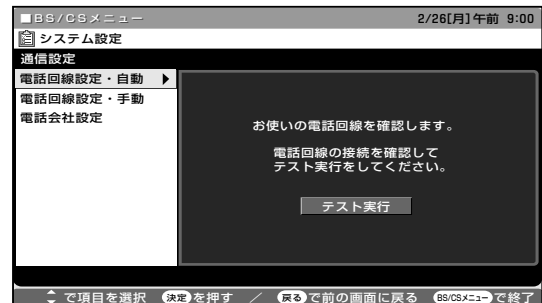 ■BS/CSメニュー 2/26[月]午前 9:00
システム設定
通信設定
電話回線設定・自動 ▶
電話回線設定・手動
電話会社設定
お使いの電話回線を確認します。
電話回線の接続を確認して
テスト実行をしてください。
テスト実行
で項目を選択 決定を押す / 戻るで前の画面に戻る BS/CSメニューで終了